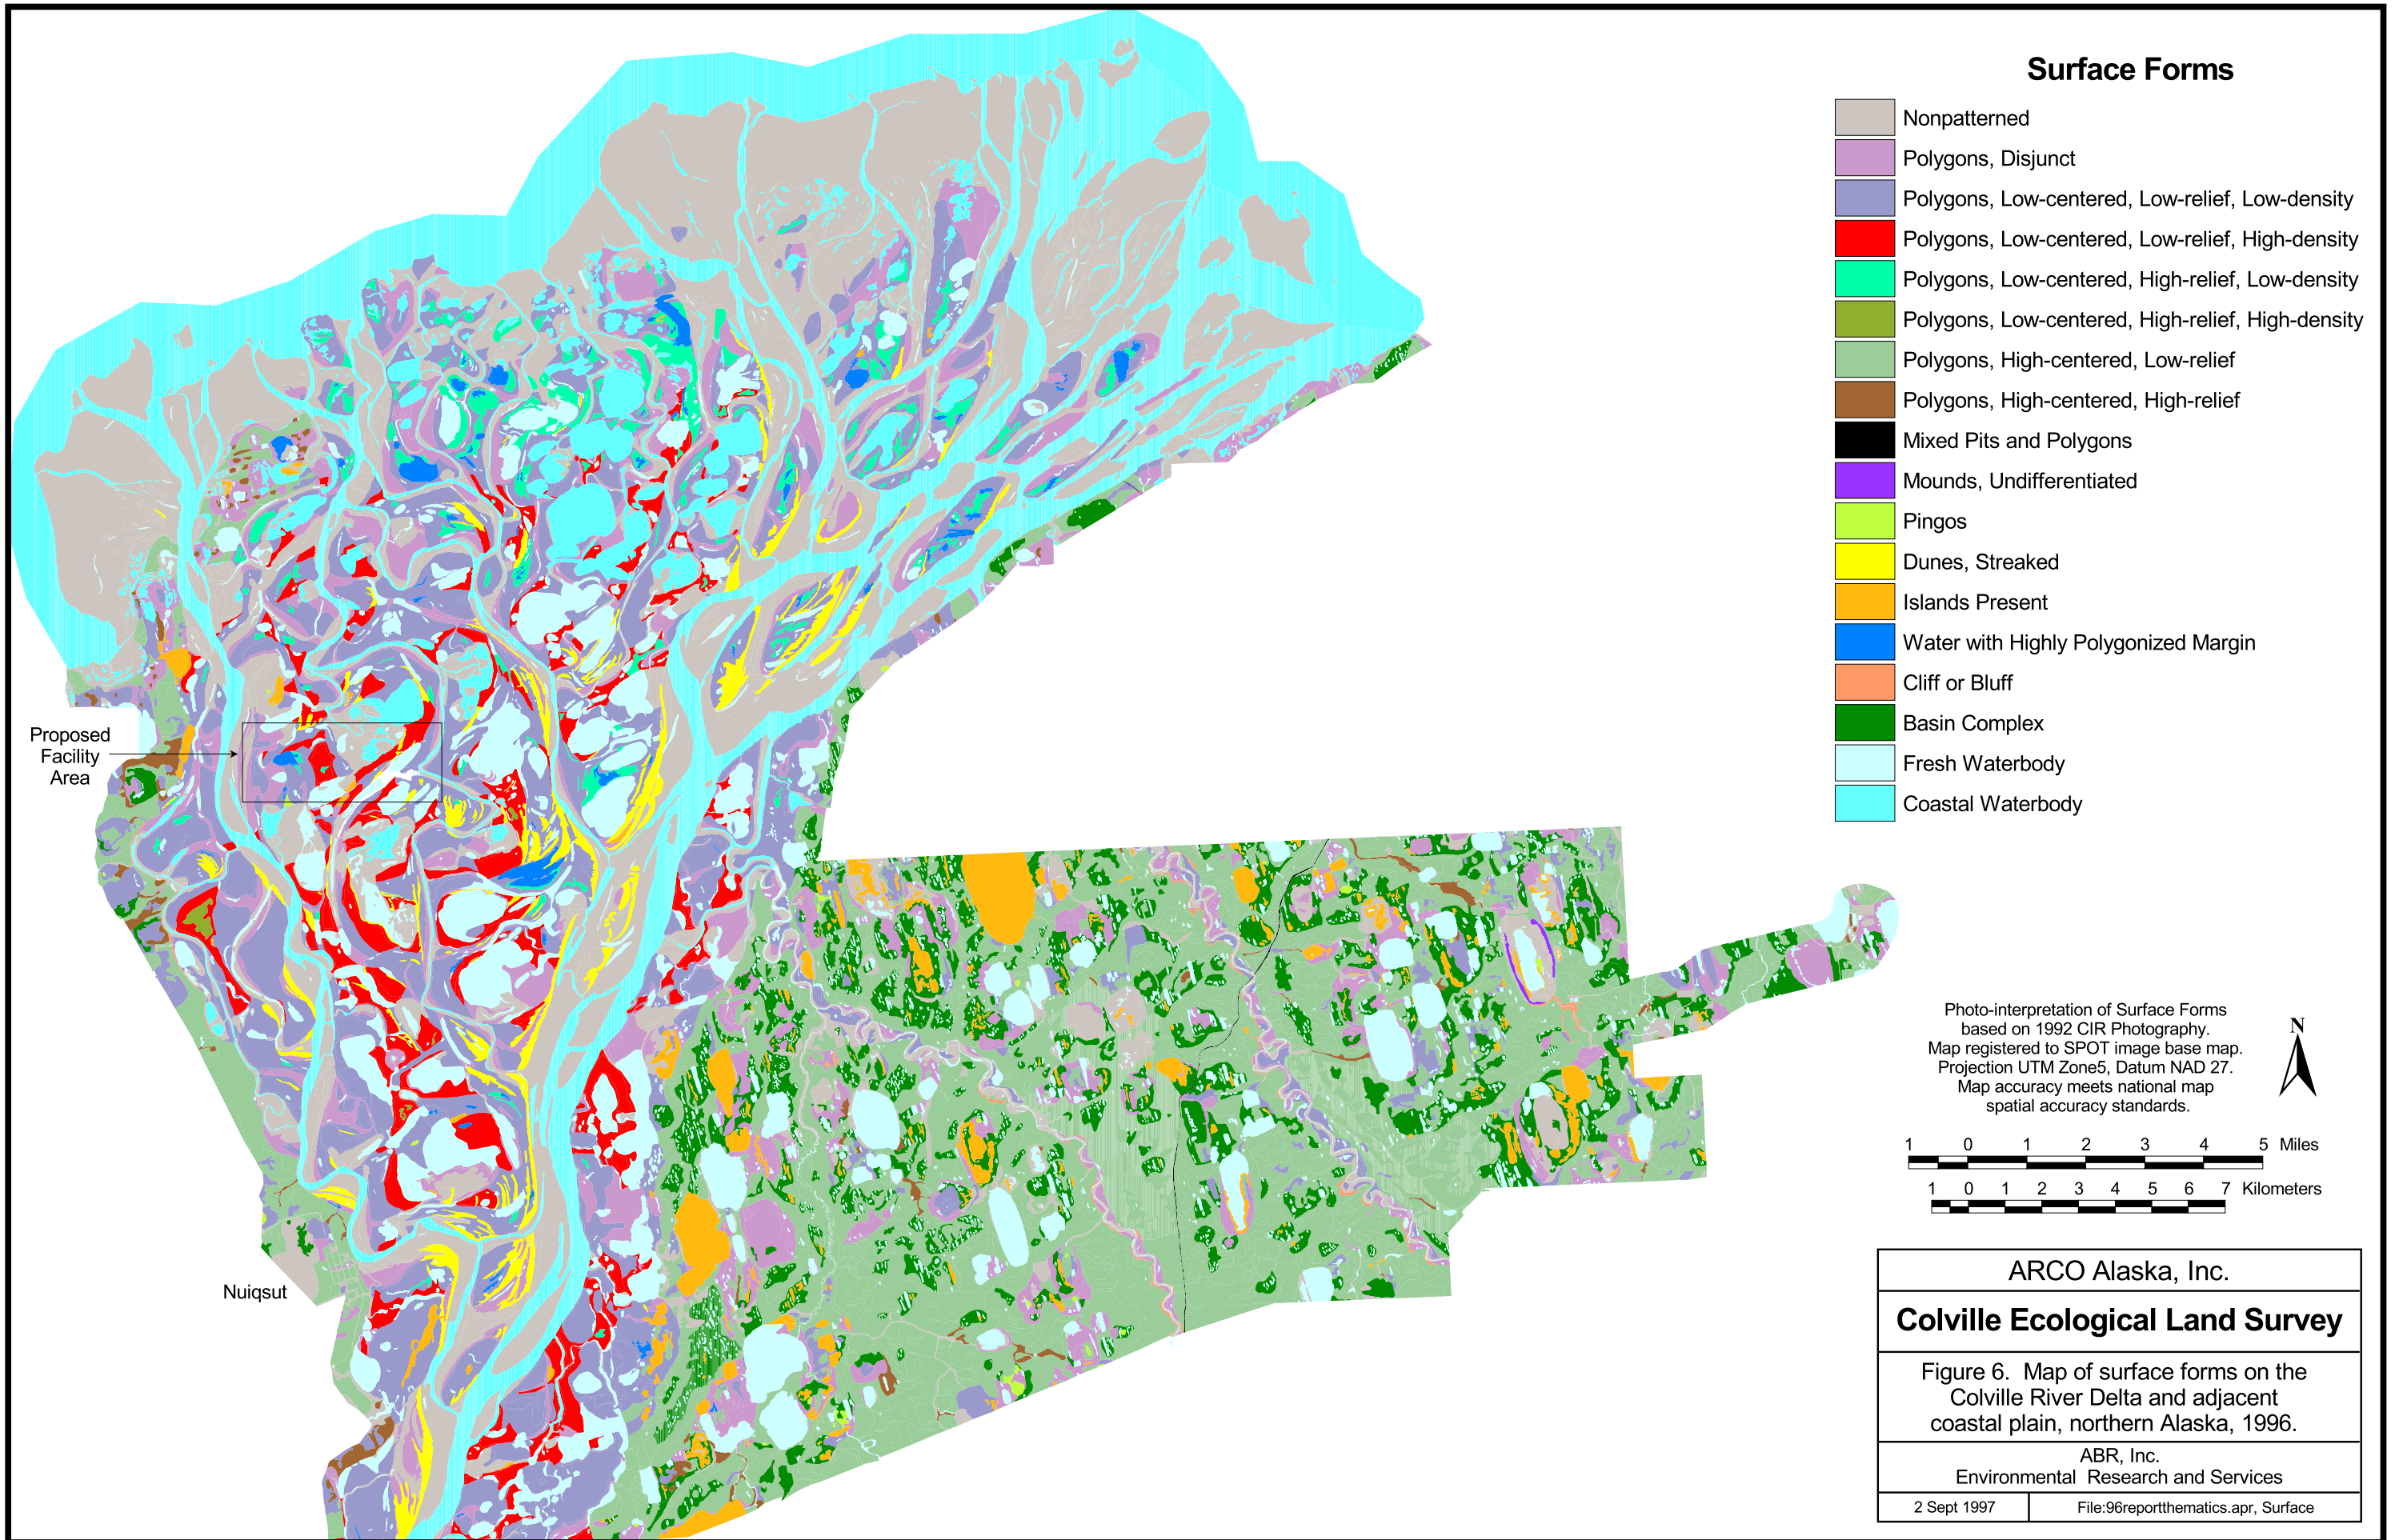 Surface Forms
Nonpatterned
Polygons, Disjunct
Polygons, Low-centered, Low-relief, Low-density
Polygons, Low-centered, Low-relief, High-density
Polygons, Low-centered, High-relief, Low-density
Polygons, Low-centered, High-relief, High-density
Polygons, High-centered, Low-relief
Polygons, High-centered, High-relief
Mixed Pits and Polygons
Mounds, Undifferentiated
Pingos
Dunes, Streaked
Islands Present
Water with Highly Polygonized Margin
Cliff or Bluff
Basin Complex
Fresh Waterbody
Coastal Waterbody
Proposed
Facility
Area
Nuiqsut
Photo-interpretation of Surface Forms
based on 1992 CIR Photography.
Map registered to SPOT image base map.
Projection UTM Zone5, Datum NAD 27.
Map accuracy meets national map
spatial accuracy standards.
N
1 0 1 2 3 4 5 Miles
1 0 1 2 3 4 5 6 7 Kilometers
ARCO Alaska, Inc.
Colville Ecological Land Survey
Figure 6. Map of surface forms on the
Colville River Delta and adjacent
coastal plain, northern Alaska, 1996.
ABR, Inc.
Environmental Research and Services
2 Sept 1997 File:96reportthematics.apr, Surface